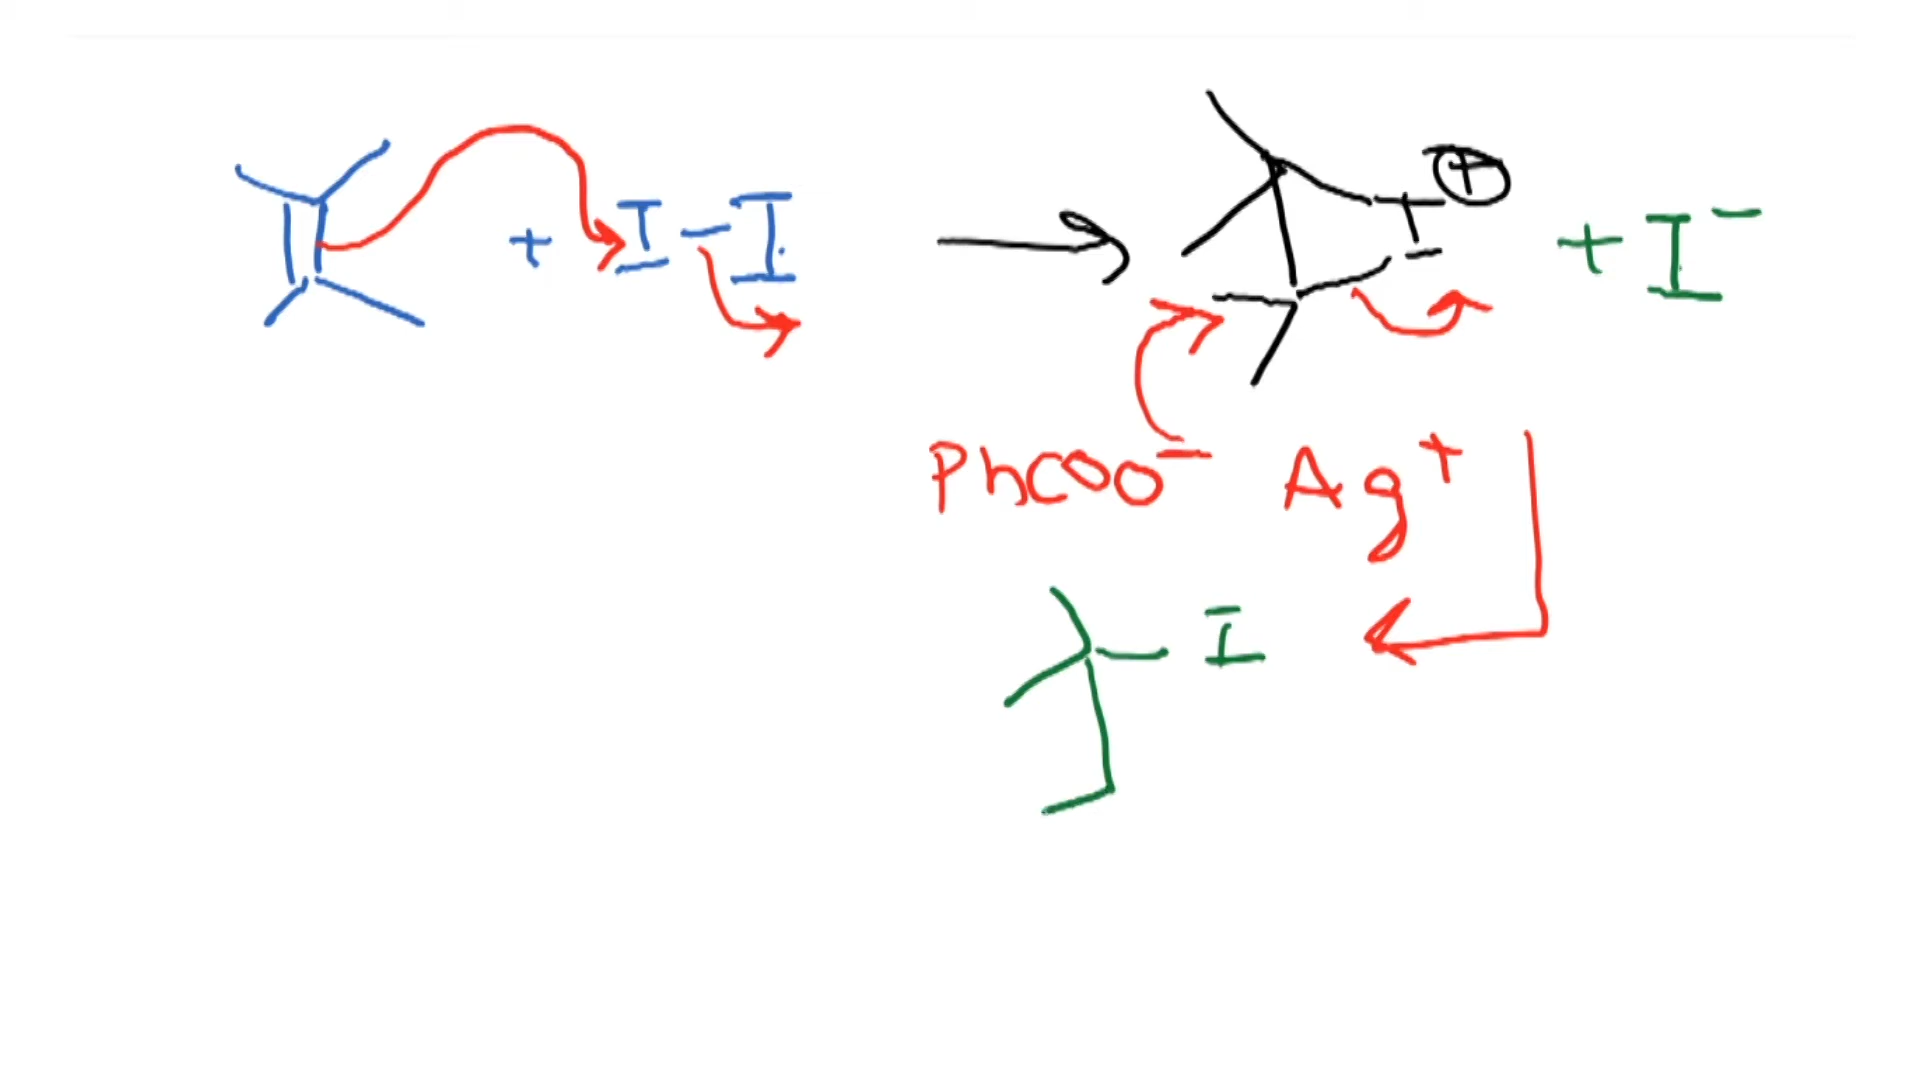 + I-I ⊕ I + I⁻
PhCOO⁻ Ag⁺
I